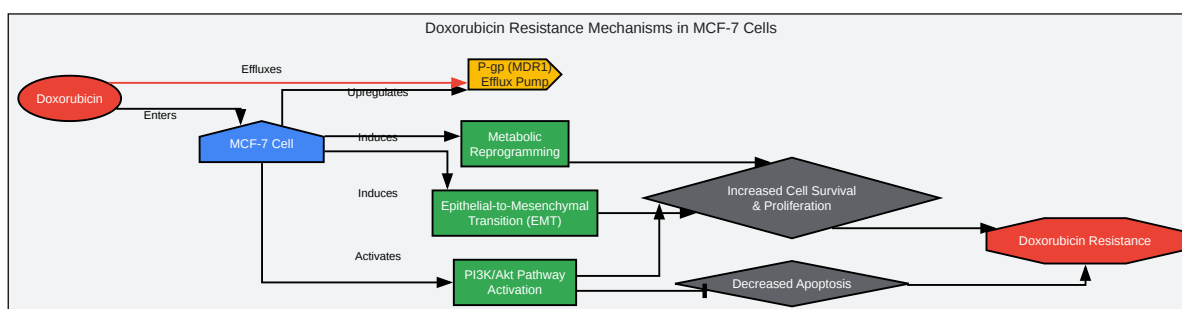 Doxorubicin Resistance Mechanisms in MCF-7 Cells
Effluxes
P-gp (MDR1)
Efflux Pump
Doxorubicin
Upregulates
Enters
MCF-7 Cell
Induces
Metabolic
Reprogramming
Induces
Epithelial-to-Mesenchymal
Transition (EMT)
Increased Cell Survival
& Proliferation
Doxorubicin Resistance
Activates
PI3K/Akt Pathway
Activation
Decreased Apoptosis